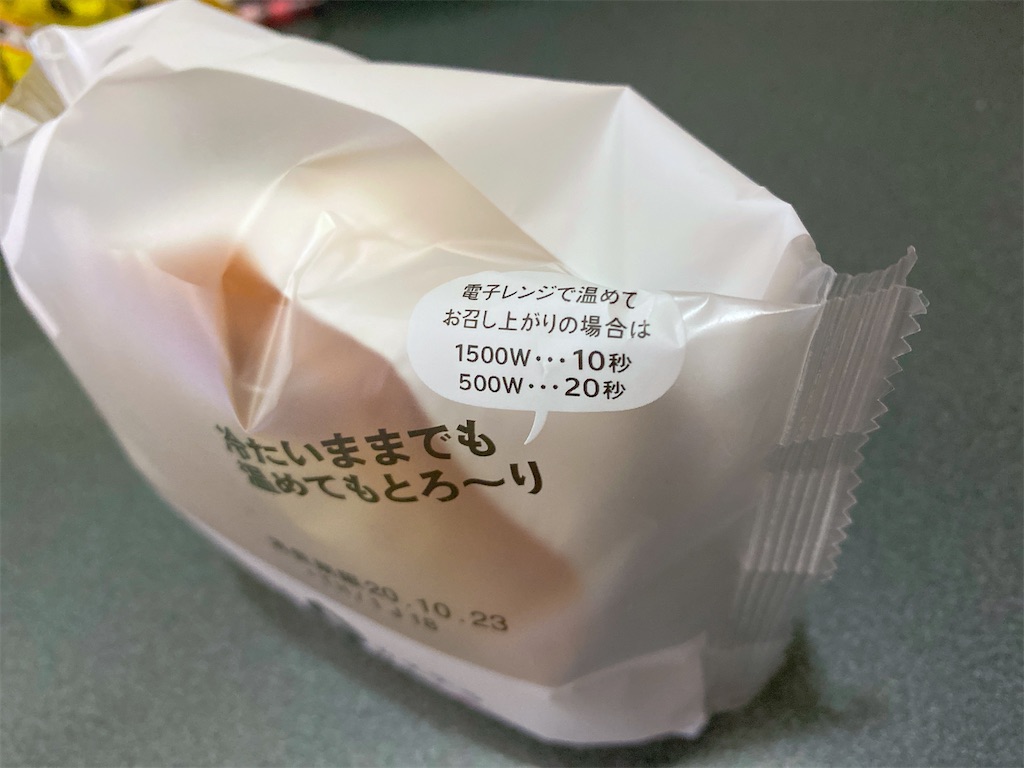 電子レンジで温めて
お召し上がりの場合は
1500W･･･10秒
500W･･･20秒
冷たいままでも
温めてもとろ～り
20.10.23